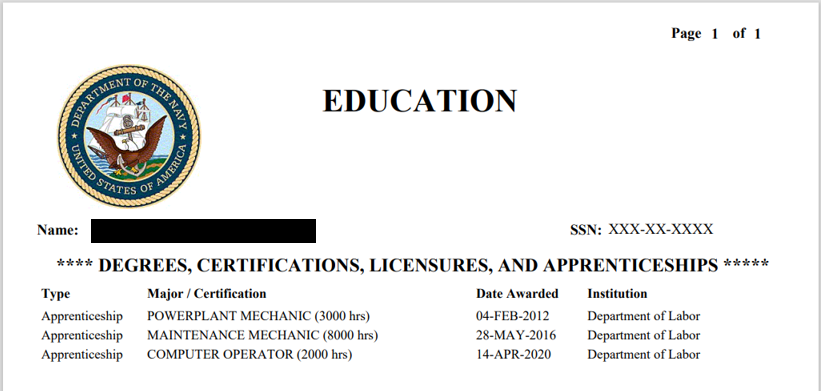 Page 1 of 1
DEPARTMENT OF THE NAVY
UNITED STATES OF AMERICA
EDUCATION
Name: SSN: XXX-XX-XXXX
**** DEGREES, CERTIFICATIONS, LICENSURES, AND APPRENTICESHIPS *****
Type Major / Certification Date Awarded Institution
Apprenticeship POWERPLANT MECHANIC (3000 hrs) 04-FEB-2012 Department of Labor
Apprenticeship MAINTENANCE MECHANIC (8000 hrs) 28-MAY-2016 Department of Labor
Apprenticeship COMPUTER OPERATOR (2000 hrs) 14-APR-2020 Department of Labor